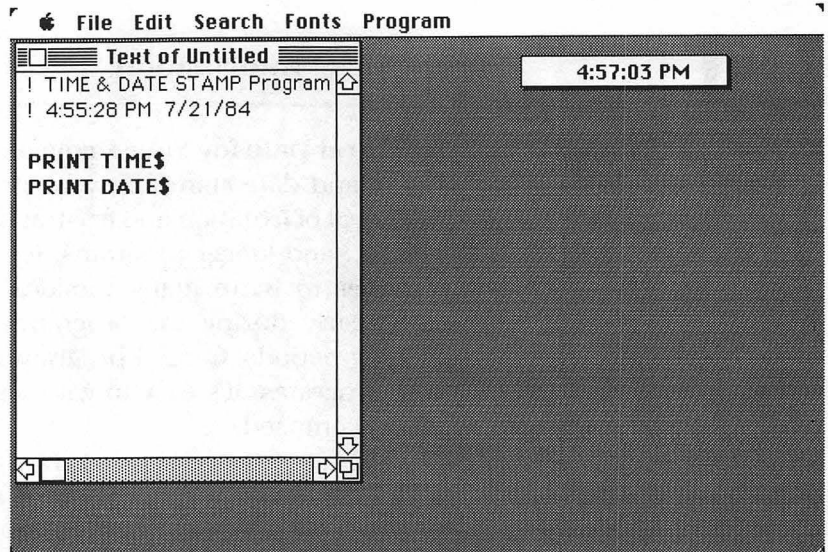 File Edit Search Fonts Program
Text of Untitled
! TIME & DATE STAMP Program
! 4:55:28 PM 7/21/84
PRINT TIME$
PRINT DATE$
4:57:03 PM